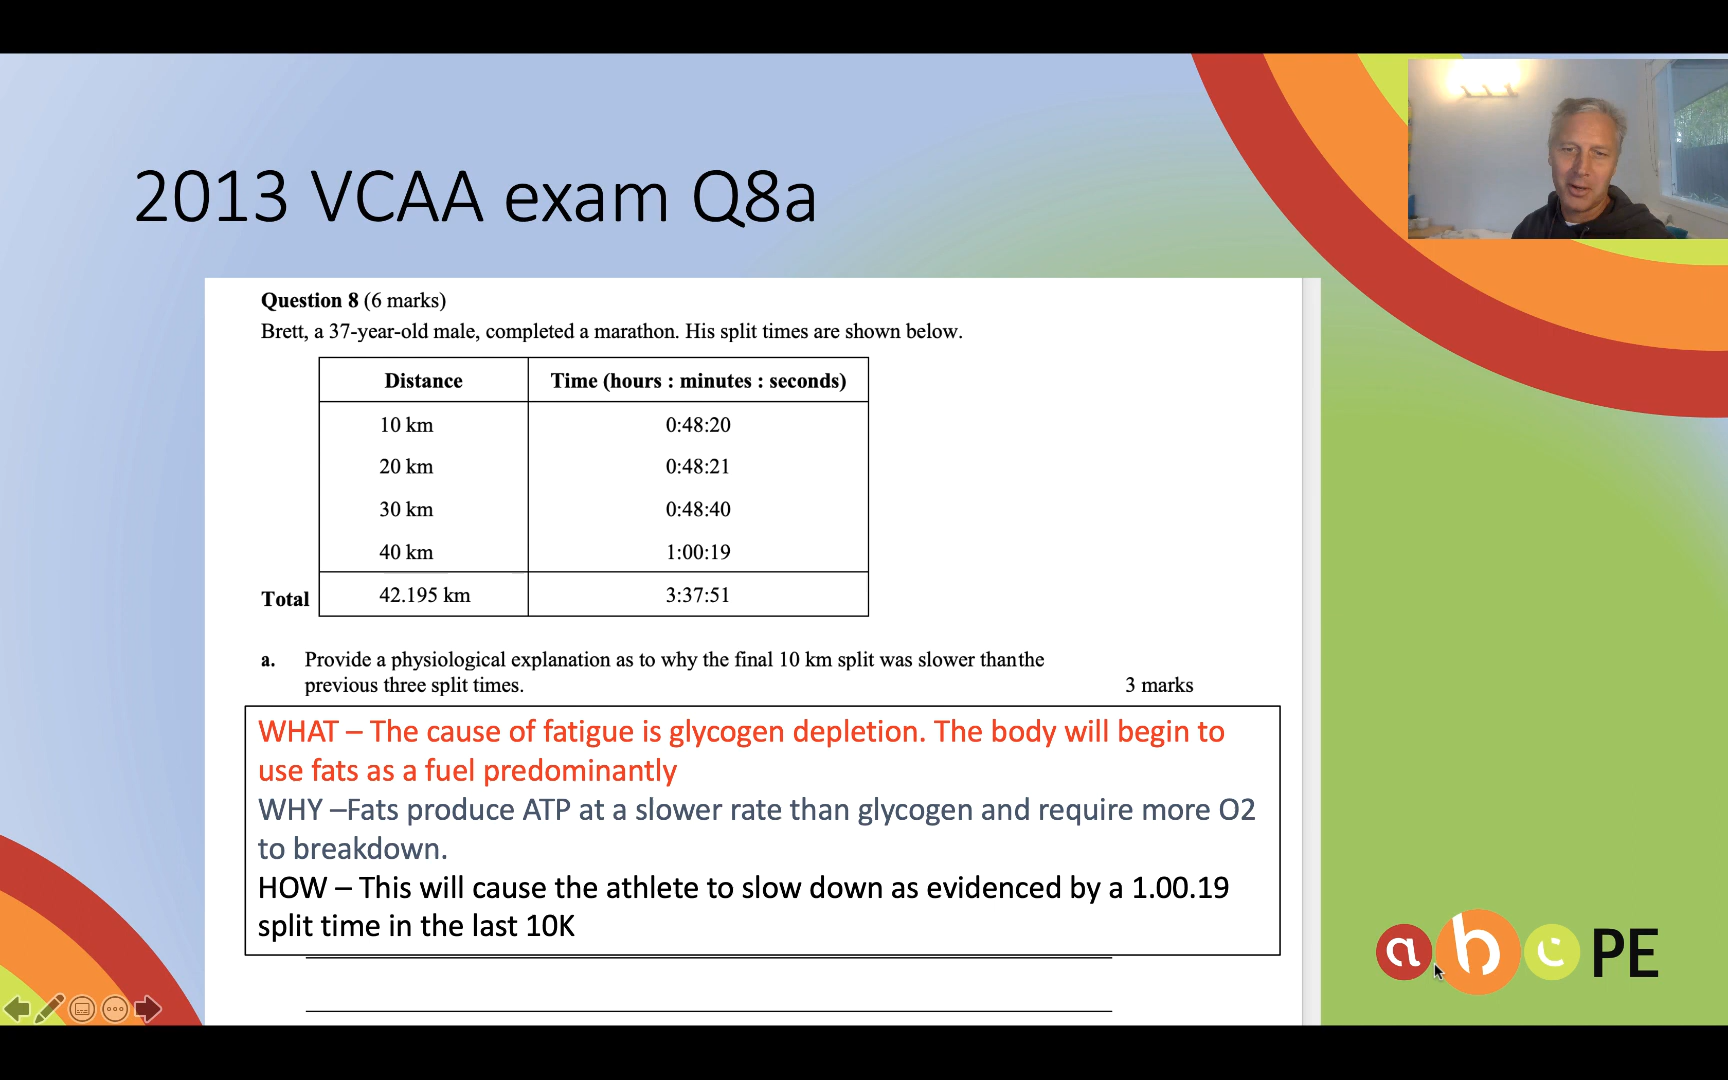 2013 VCAA exam Q8a
Question 8 (6 marks)
Brett, a 37-year-old male, completed a marathon. His split times are shown below.
Distance Time (hours : minutes : seconds)
10 km 0:48:20
20 km 0:48:21
30 km 0:48:40
40 km 1:00:19
Total 42.195 km 3:37:51
a. Provide a physiological explanation as to why the final 10 km split was slower thanthe
previous three split times. 3 marks
WHAT – The cause of fatigue is glycogen depletion. The body will begin to
use fats as a fuel predominantly
WHY –Fats produce ATP at a slower rate than glycogen and require more O2
to breakdown.
HOW – This will cause the athlete to slow down as evidenced by a 1.00.19
split time in the last 10K
a b c PE